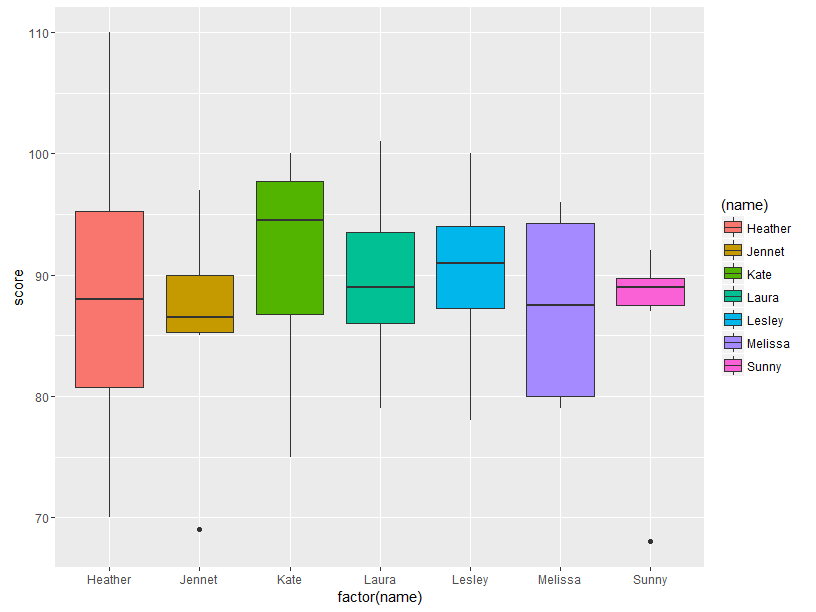 110
100
90
80
70
score
Heather
Jennet
Kate
Laura
Lesley
Melissa
Sunny
factor(name)
(name)
Heather
Jennet
Kate
Laura
Lesley
Melissa
Sunny